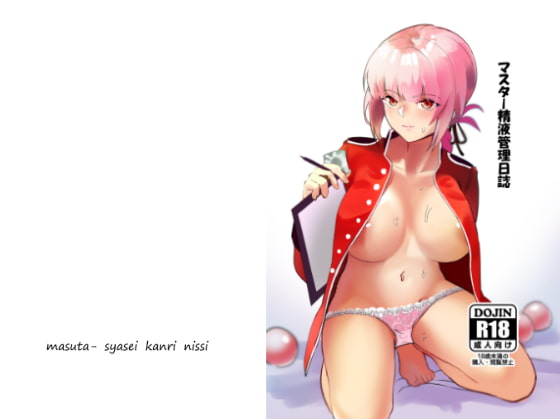 マスター精液管理日誌
masuta- syasei kanri nissi
DOJIN
R18
成人向け
18歳未満の
購入・閲覧禁止